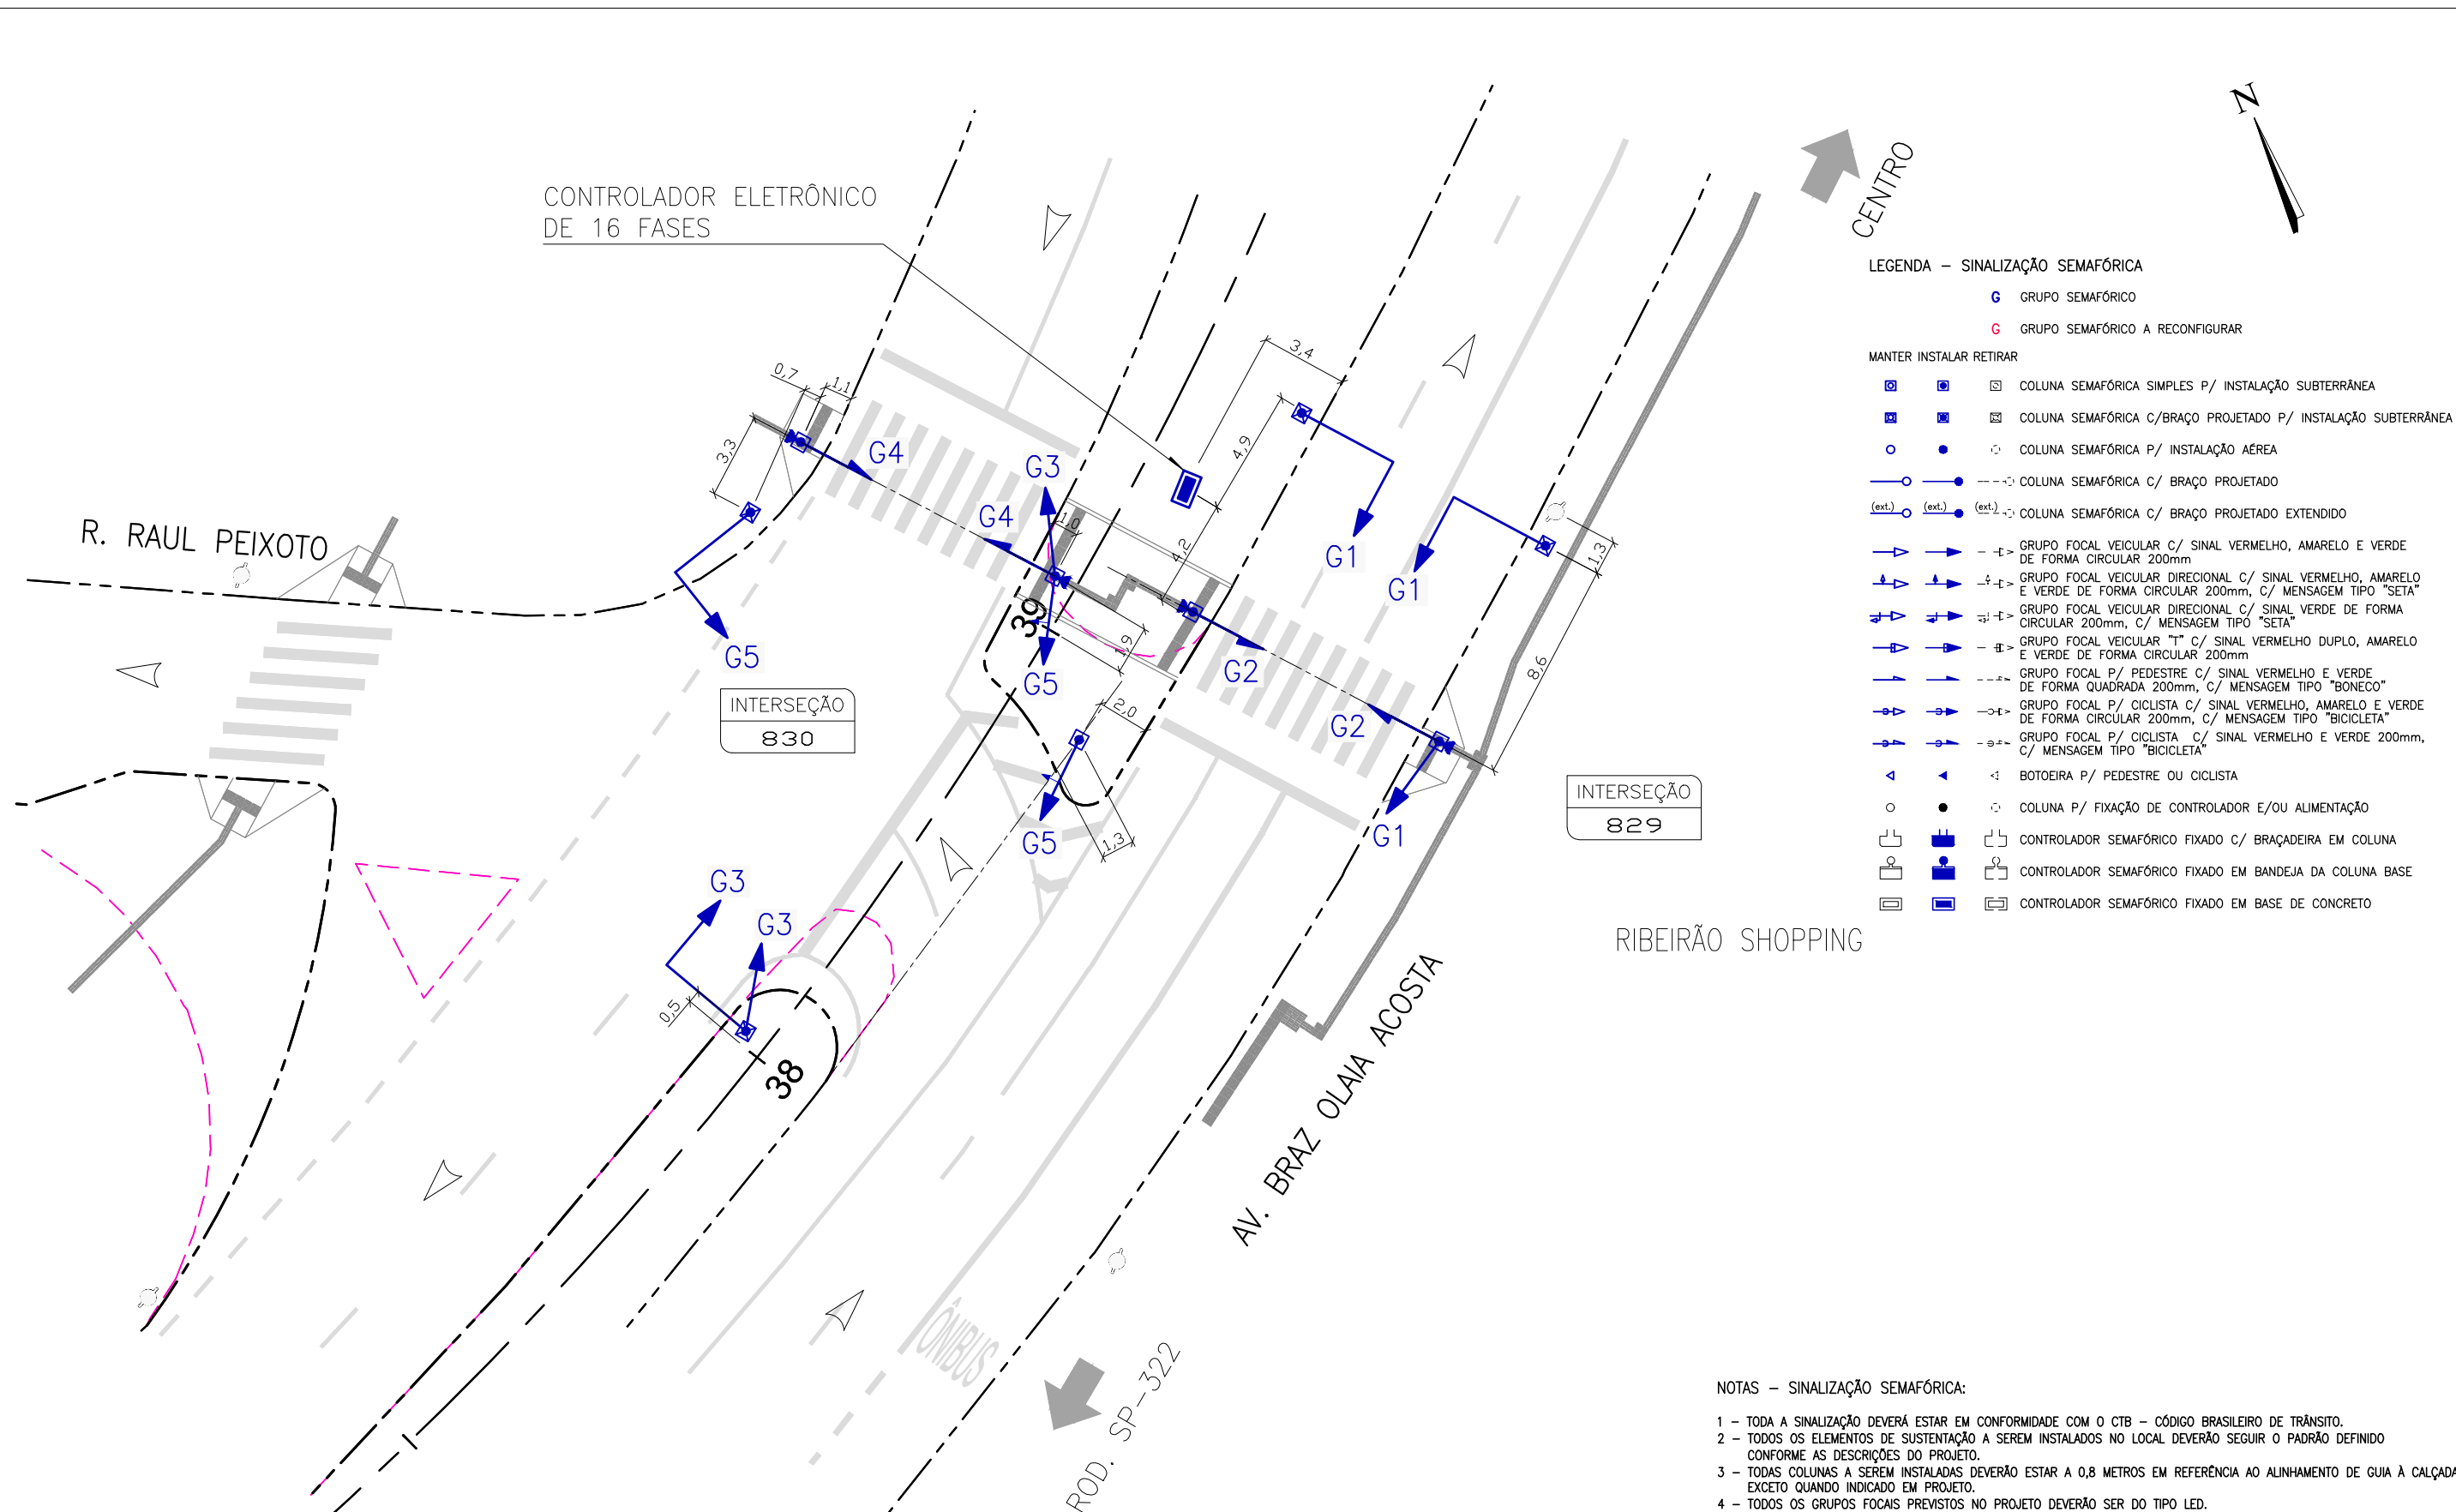 CONTROLADOR ELETRÔNICO
DE 16 FASES
R. RAUL PEIXOTO
N
CENTRO
0,7
1,1
3,3
G4
G4
G3
1,0
3,4
4,9
4,2
G1
G1
1,3
8,6
39
1,9
G5
G2
G2
G5
2,0
G5
1,3
G1
INTERSEÇÃO
830
INTERSEÇÃO
829
G3
G3
0,5
38
RIBEIRÃO SHOPPING
AV. BRAZ OLAIA ACOSTA
ÔNIBUS
ROD. SP-322
LEGENDA – SINALIZAÇÃO SEMAFÓRICA
G GRUPO SEMAFÓRICO
G GRUPO SEMAFÓRICO A RECONFIGURAR
MANTER INSTALAR RETIRAR
COLUNA SEMAFÓRICA SIMPLES P/ INSTALAÇÃO SUBTERRÂNEA
COLUNA SEMAFÓRICA C/BRAÇO PROJETADO P/ INSTALAÇÃO SUBTERRÂNEA
COLUNA SEMAFÓRICA P/ INSTALAÇÃO AÉREA
COLUNA SEMAFÓRICA C/ BRAÇO PROJETADO
(ext.) (ext.) (ext.) COLUNA SEMAFÓRICA C/ BRAÇO PROJETADO EXTENDIDO
GRUPO FOCAL VEICULAR C/ SINAL VERMELHO, AMARELO E VERDE
DE FORMA CIRCULAR 200mm
GRUPO FOCAL VEICULAR DIRECIONAL C/ SINAL VERMELHO, AMARELO
E VERDE DE FORMA CIRCULAR 200mm, C/ MENSAGEM TIPO "SETA"
GRUPO FOCAL VEICULAR DIRECIONAL C/ SINAL VERDE DE FORMA
CIRCULAR 200mm, C/ MENSAGEM TIPO "SETA"
GRUPO FOCAL VEICULAR "T" C/ SINAL VERMELHO DUPLO, AMARELO
E VERDE DE FORMA CIRCULAR 200mm
GRUPO FOCAL P/ PEDESTRE C/ SINAL VERMELHO E VERDE
DE FORMA QUADRADA 200mm, C/ MENSAGEM TIPO "BONECO"
GRUPO FOCAL P/ CICLISTA C/ SINAL VERMELHO, AMARELO E VERDE
DE FORMA CIRCULAR 200mm, C/ MENSAGEM TIPO "BICICLETA"
GRUPO FOCAL P/ CICLISTA C/ SINAL VERMELHO E VERDE 200mm,
C/ MENSAGEM TIPO "BICICLETA"
BOTOEIRA P/ PEDESTRE OU CICLISTA
COLUNA P/ FIXAÇÃO DE CONTROLADOR E/OU ALIMENTAÇÃO
CONTROLADOR SEMAFÓRICO FIXADO C/ BRAÇADEIRA EM COLUNA
CONTROLADOR SEMAFÓRICO FIXADO EM BANDEJA DA COLUNA BASE
CONTROLADOR SEMAFÓRICO FIXADO EM BASE DE CONCRETO
NOTAS – SINALIZAÇÃO SEMAFÓRICA:
1 – TODA A SINALIZAÇÃO DEVERÁ ESTAR EM CONFORMIDADE COM O CTB – CÓDIGO BRASILEIRO DE TRÂNSITO.
2 – TODOS OS ELEMENTOS DE SUSTENTAÇÃO A SEREM INSTALADOS NO LOCAL DEVERÃO SEGUIR O PADRÃO DEFINIDO
CONFORME AS DESCRIÇÕES DO PROJETO.
3 – TODAS COLUNAS A SEREM INSTALADAS DEVERÃO ESTAR A 0,8 METROS EM REFERÊNCIA AO ALINHAMENTO DE GUIA À CALÇADA
EXCETO QUANDO INDICADO EM PROJETO.
4 – TODOS OS GRUPOS FOCAIS PREVISTOS NO PROJETO DEVERÃO SER DO TIPO LED.